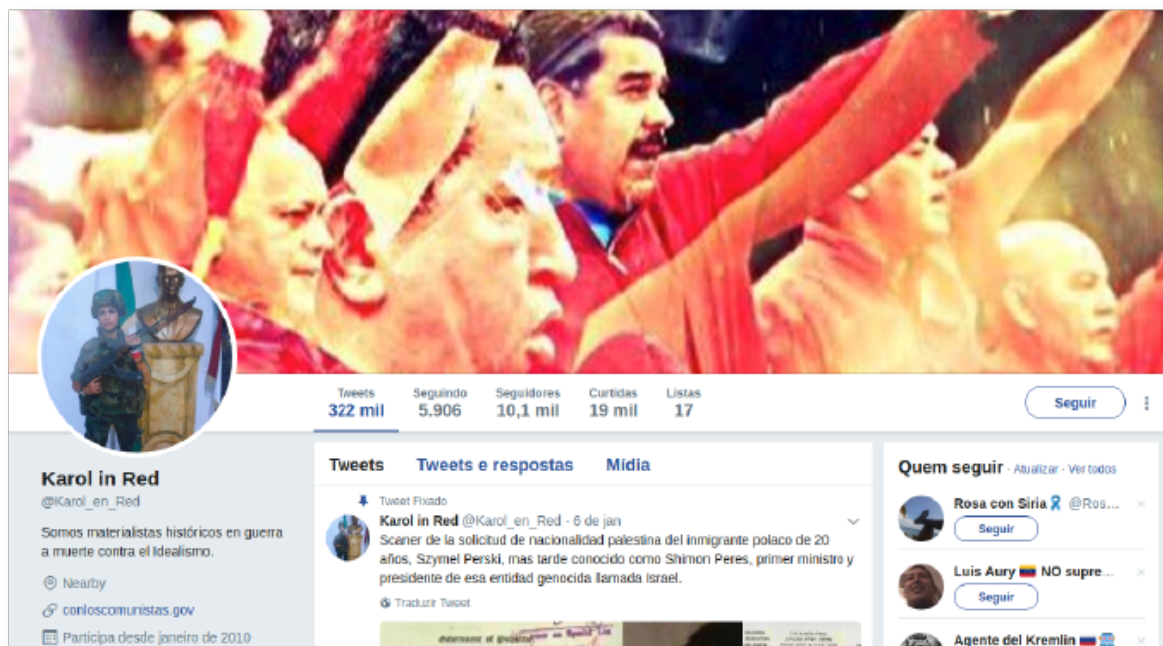 Tweets Seguindo Seguidores Curtidas Listas
322 mil 5.906 10,1 mil 19 mil 17
Seguir
Karol in Red
@Karol_en_Red
Somos materialistas históricos en guerra
a muerte contra el Idealismo.
Nearby
conloscomunistas.gov
Participa desde janeiro de 2010
Tweets Tweets e respostas Mídia
Tweet Fixado
Karol in Red @Karol_en_Red · 6 de jan
Scaner de la solicitud de nacionalidad palestina del inmigrante polaco de 20
años, Szymel Perski, mas tarde conocido como Shimon Peres, primer ministro y
presidente de esa entidad genocida llamada Israel.
Traduzir Tweet
Quem seguir · Atualizar · Ver todos
Rosa con Siria @Ros...
Seguir
Luis Aury NO supre...
Seguir
Agente del Kremlin